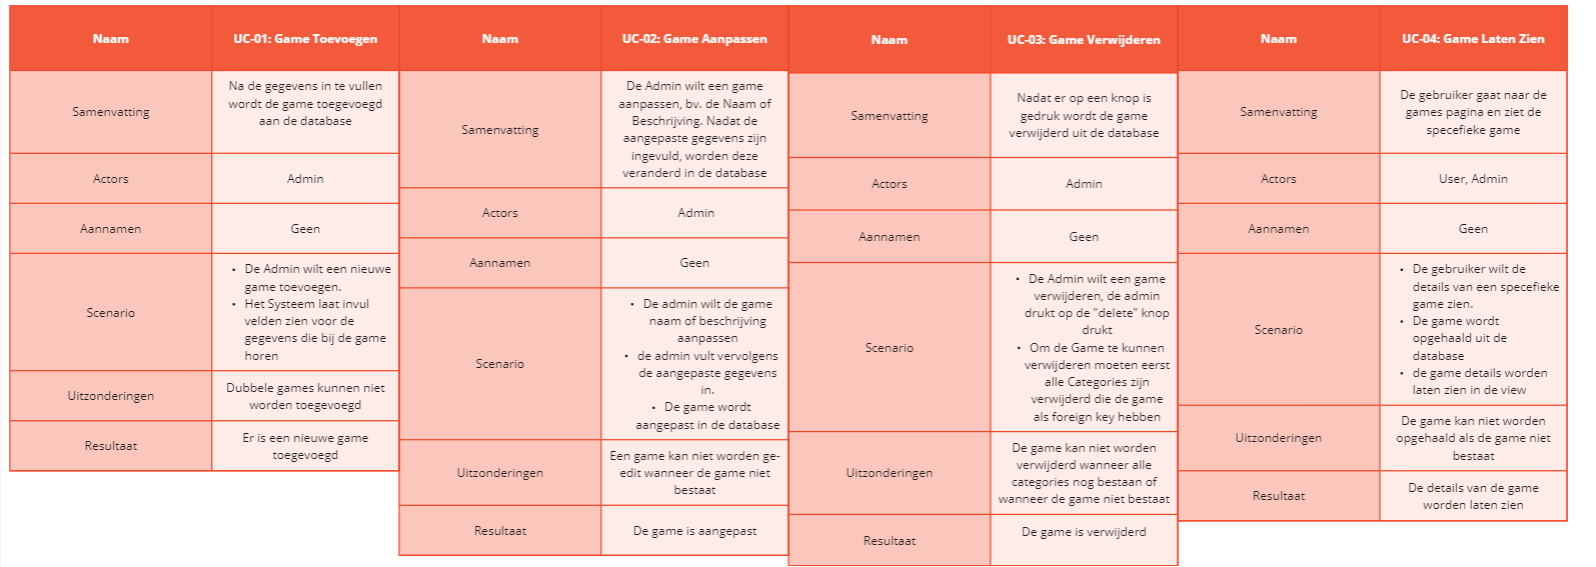 Naam
UC-01: Game Toevoegen
Samenvatting
Na de gegevens in te vullen
wordt de game toegevoegd
aan de database
Actors
Admin
Aannamen
Geen
Scenario
• De Admin wilt een nieuwe
game toevoegen.
• Het Systeem laat invul
velden zien voor de
gegevens die bij de game
horen
Uitzonderingen
Dubbele games kunnen niet
worden toegevoegd
Resultaat
Er is een nieuwe game
toegevoegd
Naam
UC-02: Game Aanpassen
Samenvatting
De Admin wilt een game
aanpassen, bv. de Naam of
Beschrijving. Nadat de
aangepaste gegevens zijn
ingevuld, worden deze
veranderd in de database
Actors
Admin
Aannamen
Geen
Scenario
• De admin wilt de game
naam of beschrijving
aanpassen
• de admin vult vervolgens
de aangepaste gegevens
in.
• De game wordt
aangepast in de database
Uitzonderingen
Een game kan niet worden ge-
edit wanneer de game niet
bestaat
Resultaat
De game is aangepast
Naam
UC-03: Game Verwijderen
Samenvatting
Nadat er op een knop is
gedruk wordt de game
verwijderd uit de database
Actors
Admin
Aannamen
Geen
Scenario
• De Admin wilt een game
verwijderen, de admin
drukt op de "delete" knop
drukt
• Om de Game te kunnen
verwijderen moeten eerst
alle Categories zijn
verwijderd die de game
als foreign key hebben
Uitzonderingen
De game kan niet worden
verwijderd wanneer alle
categories nog bestaan of
wanneer de game niet bestaat
Resultaat
De game is verwijderd
Naam
UC-04: Game Laten Zien
Samenvatting
De gebruiker gaat naar de
games pagina en ziet de
specefieke game
Actors
User, Admin
Aannamen
Geen
Scenario
• De gebruiker wilt de
details van een specefieke
game zien.
• De game wordt
opgehaald uit de
database
• de game details worden
laten zien in de view
Uitzonderingen
De game kan niet worden
opgehaald als de game niet
bestaat
Resultaat
De details van de game
worden laten zien